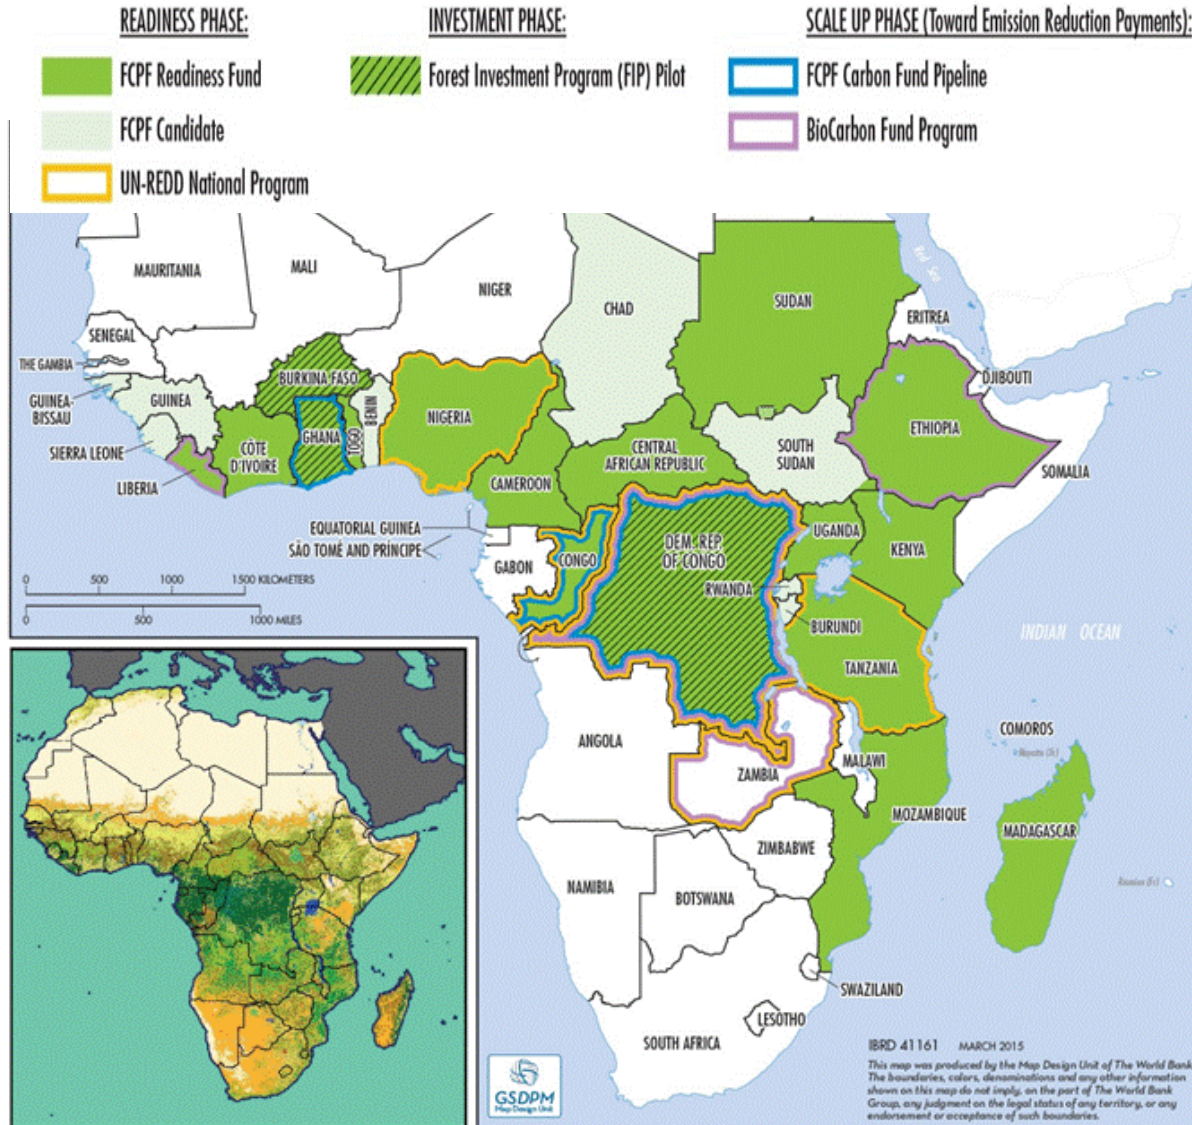 READINESS PHASE:
INVESTMENT PHASE:
SCALE UP PHASE (Toward Emission Reduction Payments):
FCPF Readiness Fund
Forest Investment Program (FIP) Pilot
FCPF Carbon Fund Pipeline
FCPF Candidate
BioCarbon Fund Program
UN-REDD National Program
MAURITANIA
MALI
NIGER
CHAD
SUDAN
Red Sea
ERITREA
SENEGAL
THE GAMBIA
GUINEA-
BISSAU
GUINEA
BURKINA FASO
BENIN
NIGERIA
DJIBOUTI
ETHIOPIA
SIERRA LEONE
CÔTE
D'IVOIRE
GHANA
TOGO
CENTRAL
AFRICAN REPUBLIC
SOUTH
SUDAN
SOMALIA
LIBERIA
CAMEROON
EQUATORIAL GUINEA
SÃO TOMÉ AND PRÍNCIPE
GABON
CONGO
DEM. REP.
OF CONGO
UGANDA
KENYA
RWANDA
BURUNDI
TANZANIA
INDIAN OCEAN
0 500 1000 1500 KILOMETERS
0 500 1000 MILES
ANGOLA
ZAMBIA
MALAWI
COMOROS
Mayotte (Fr.)
MOZAMBIQUE
MADAGASCAR
ZIMBABWE
NAMIBIA
BOTSWANA
Réunion (Fr.)
SWAZILAND
LESOTHO
SOUTH AFRICA
GSDPM
Map Design Unit
IBRD 41161 MARCH 2015
This map was produced by the Map Design Unit of The World Bank.
The boundaries, colors, denominations and any other information
shown on this map do not imply, on the part of The World Bank
Group, any judgment on the legal status of any territory, or any
endorsement or acceptance of such boundaries.